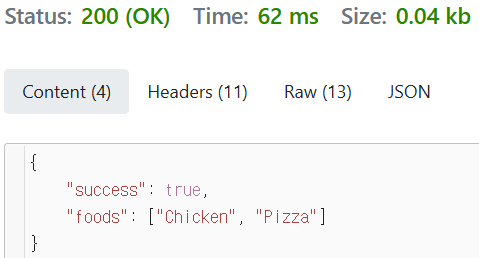 Status: 200 (OK) Time: 62 ms Size: 0.04 kb
Content (4) Headers (11) Raw (13) JSON
{
    "success": true,
    "foods": ["Chicken", "Pizza"]
}